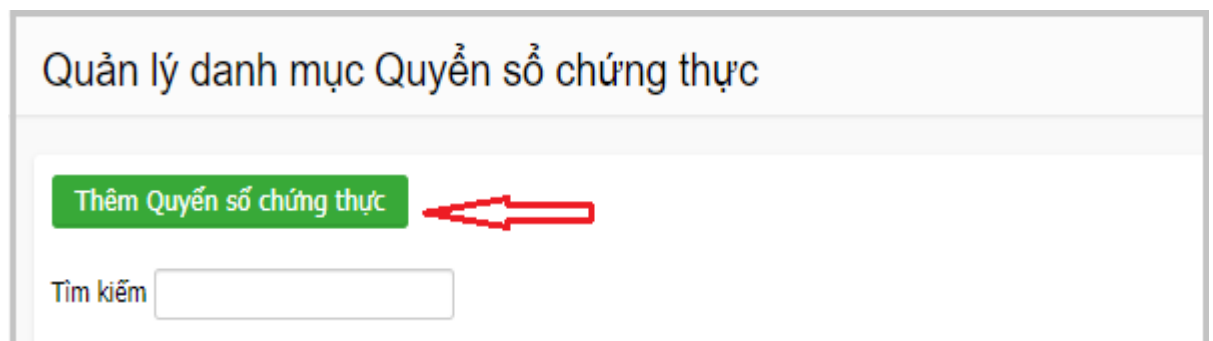 Quản lý danh mục Quyển sổ chứng thực
Thêm Quyển sổ chứng thực
Tìm kiếm